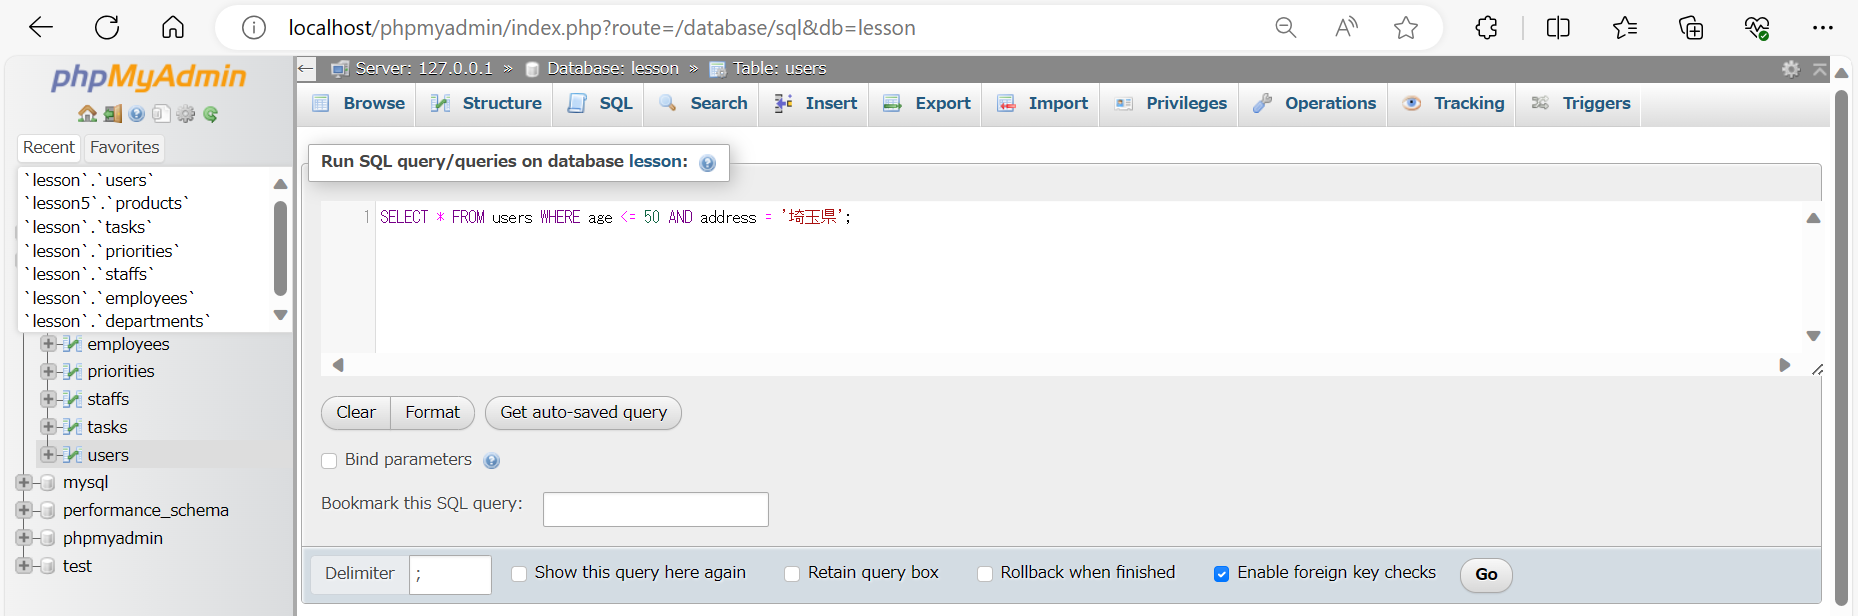 localhost/phpmyadmin/index.php?route=/database/sql&db=lesson
phpMyAdmin
Recent Favorites
`lesson`.`users`
`lesson5`.`products`
`lesson`.`tasks`
`lesson`.`priorities`
`lesson`.`staffs`
`lesson`.`employees`
`lesson`.`departments`
employees
priorities
staffs
tasks
users
mysql
performance_schema
phpmyadmin
test
Server: 127.0.0.1 » Database: lesson » Table: users
Browse Structure SQL Search Insert Export Import Privileges Operations Tracking Triggers
Run SQL query/queries on database lesson:
1 SELECT * FROM users WHERE age <= 50 AND address = '埼玉県';
Clear Format Get auto-saved query
Bind parameters
Bookmark this SQL query:
Delimiter ; Show this query here again Retain query box Rollback when finished Enable foreign key checks Go